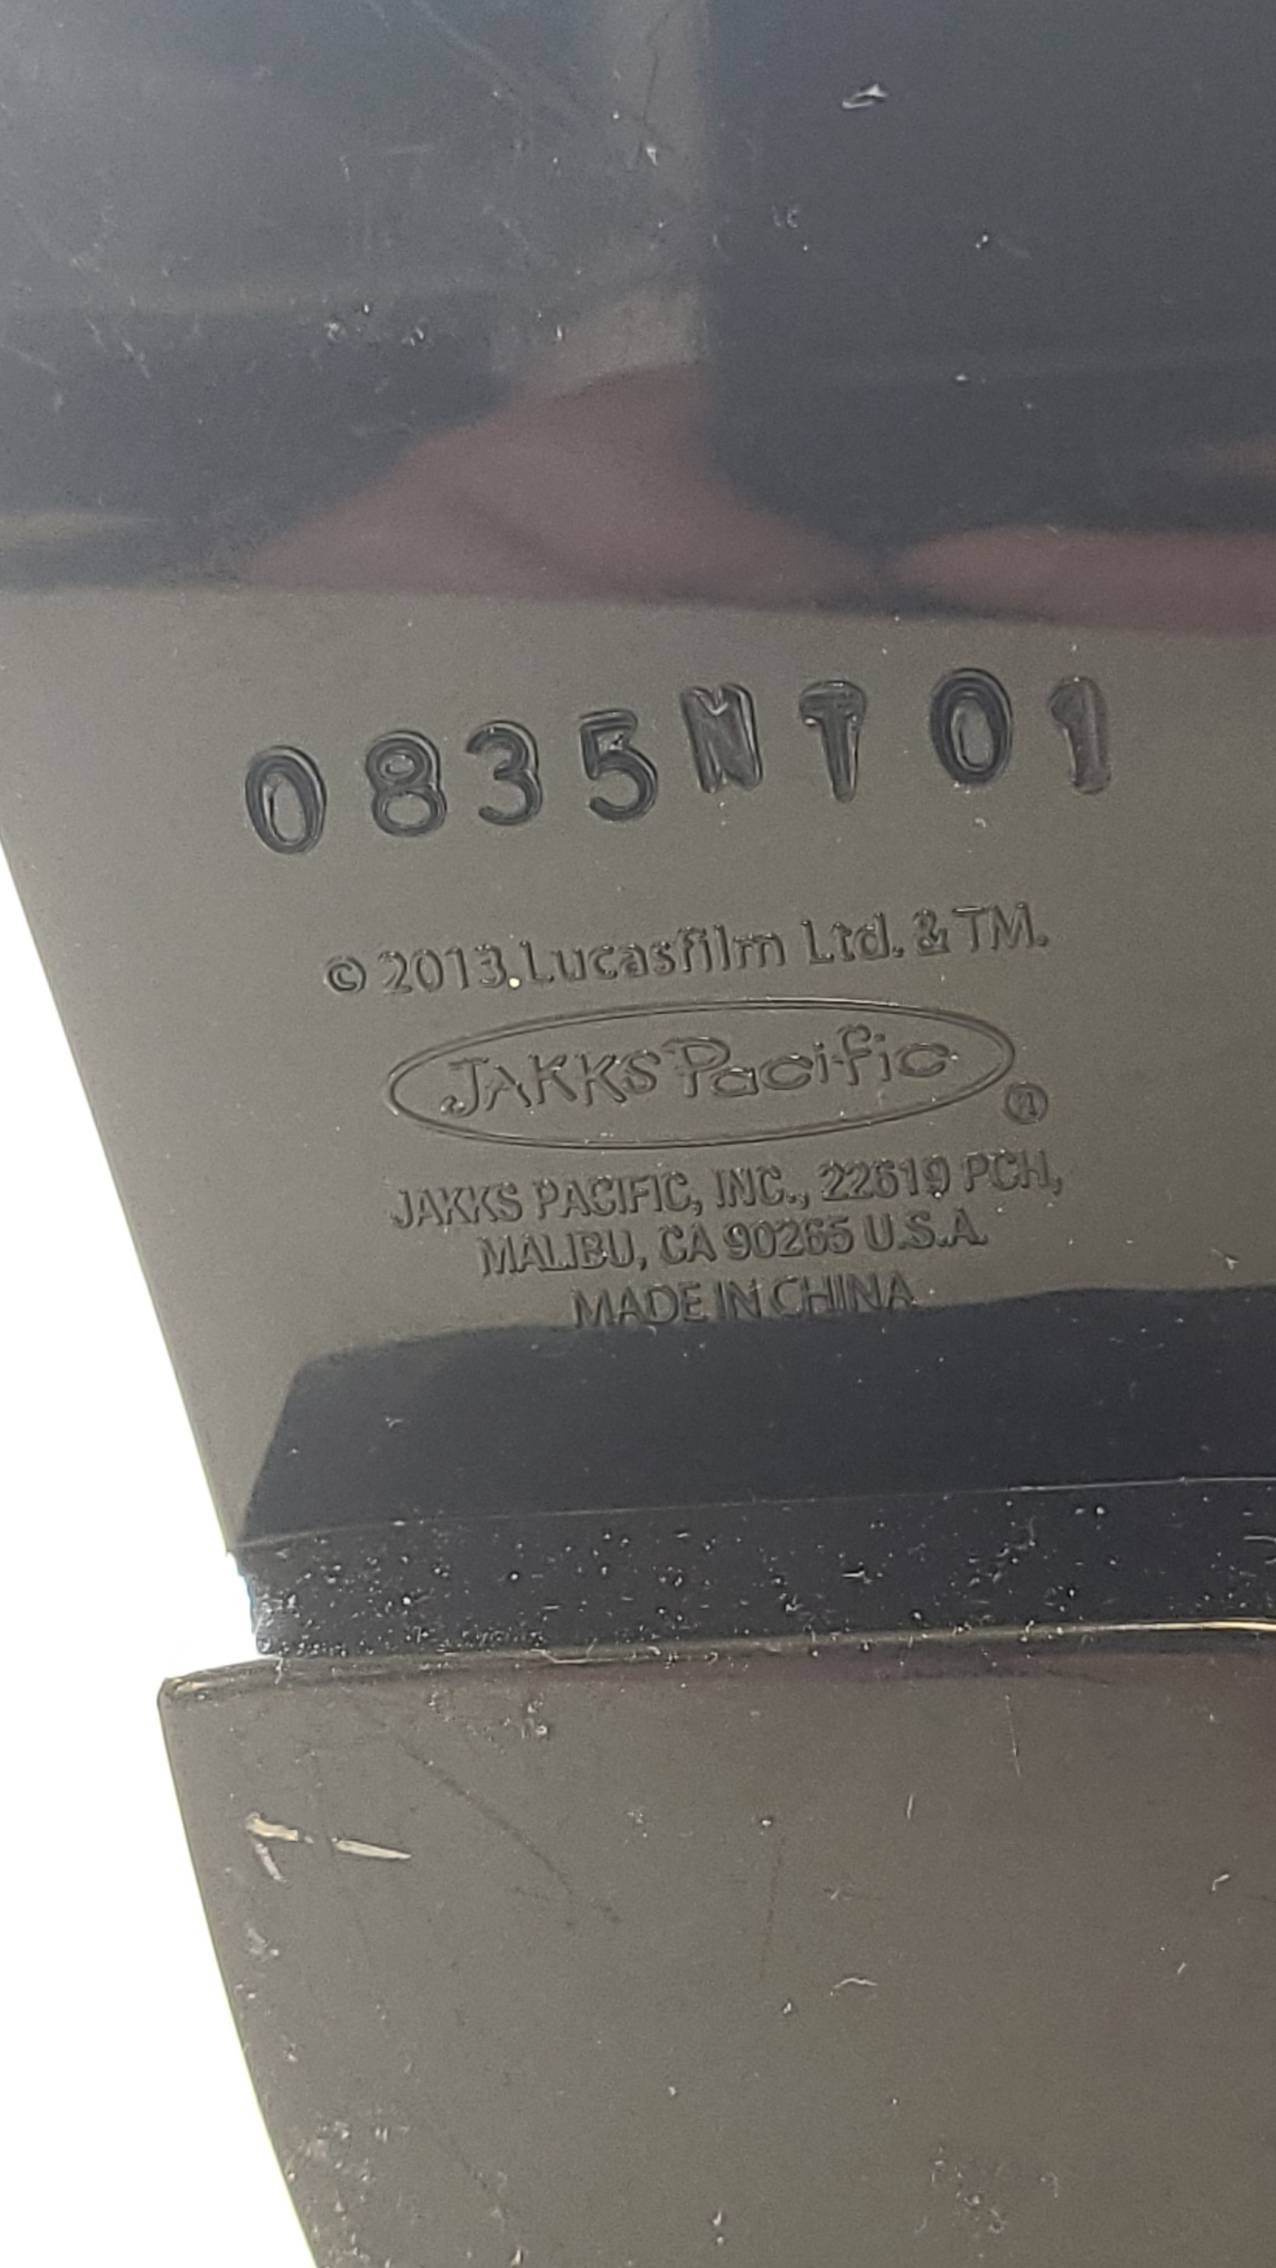 0835NT01
© 2013 Lucasfilm Ltd. & TM.
JAKKS Pacific ®
JAKKS PACIFIC, INC., 22619 PCH,
MALIBU, CA 90265 U.S.A.
MADE IN CHINA